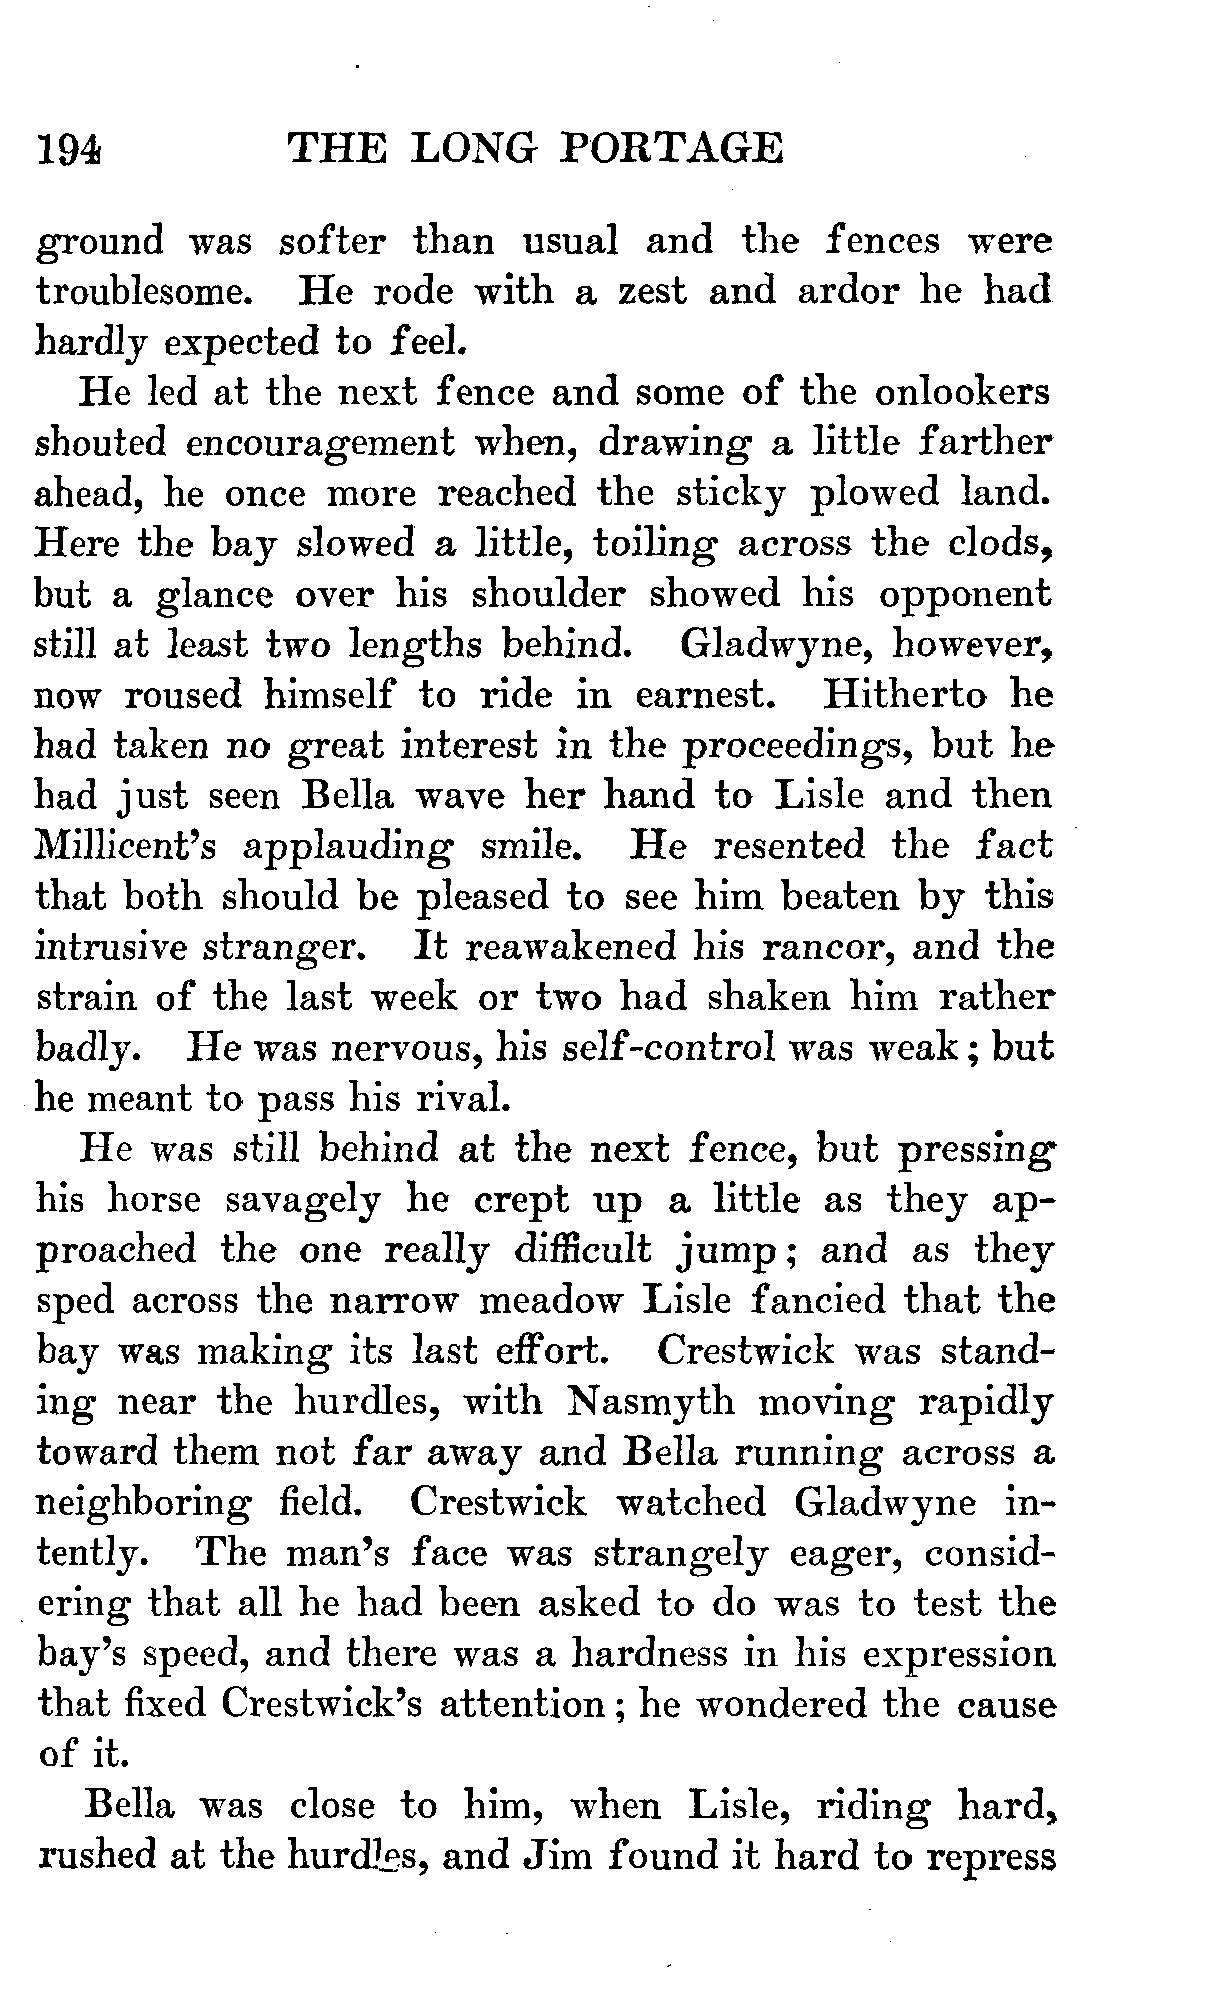 194 THE LONG PORTAGE
ground was softer than usual and the fences were
troublesome. He rode with a zest and ardor he had
hardly expected to feel.
He led at the next fence and some of the onlookers
shouted encouragement when, drawing a little farther
ahead, he once more reached the sticky plowed land.
Here the bay slowed a little, toiling across the clods,
but a glance over his shoulder showed his opponent
still at least two lengths behind. Gladwyne, however,
now roused himself to ride in earnest. Hitherto he
had taken no great interest in the proceedings, but he
had just seen Bella wave her hand to Lisle and then
Millicent's applauding smile. He resented the fact
that both should be pleased to see him beaten by this
intrusive stranger. It reawakened his rancor, and the
strain of the last week or two had shaken him rather
badly. He was nervous, his self-control was weak; but
he meant to pass his rival.
He was still behind at the next fence, but pressing
his horse savagely he crept up a little as they ap-
proached the one really difficult jump; and as they
sped across the narrow meadow Lisle fancied that the
bay was making its last effort. Crestwick was stand-
ing near the hurdles, with Nasmyth moving rapidly
toward them not far away and Bella running across a
neighboring field. Crestwick watched Gladwyne in-
tently. The man's face was strangely eager, consid-
ering that all he had been asked to do was to test the
bay's speed, and there was a hardness in his expression
that fixed Crestwick's attention; he wondered the cause
of it.
Bella was close to him, when Lisle, riding hard,
rushed at the hurdles, and Jim found it hard to repress